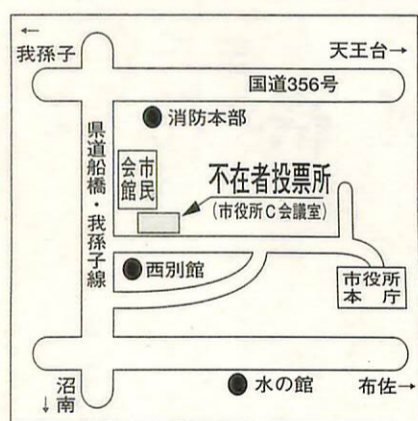 ←
我孫子
天王台→
国道356号
消防本部
県道船橋・我孫子線
市民
会館
不在者投票所
(市役所C会議室)
西別館
市役所
本庁
沼南
↓
水の館
布佐→